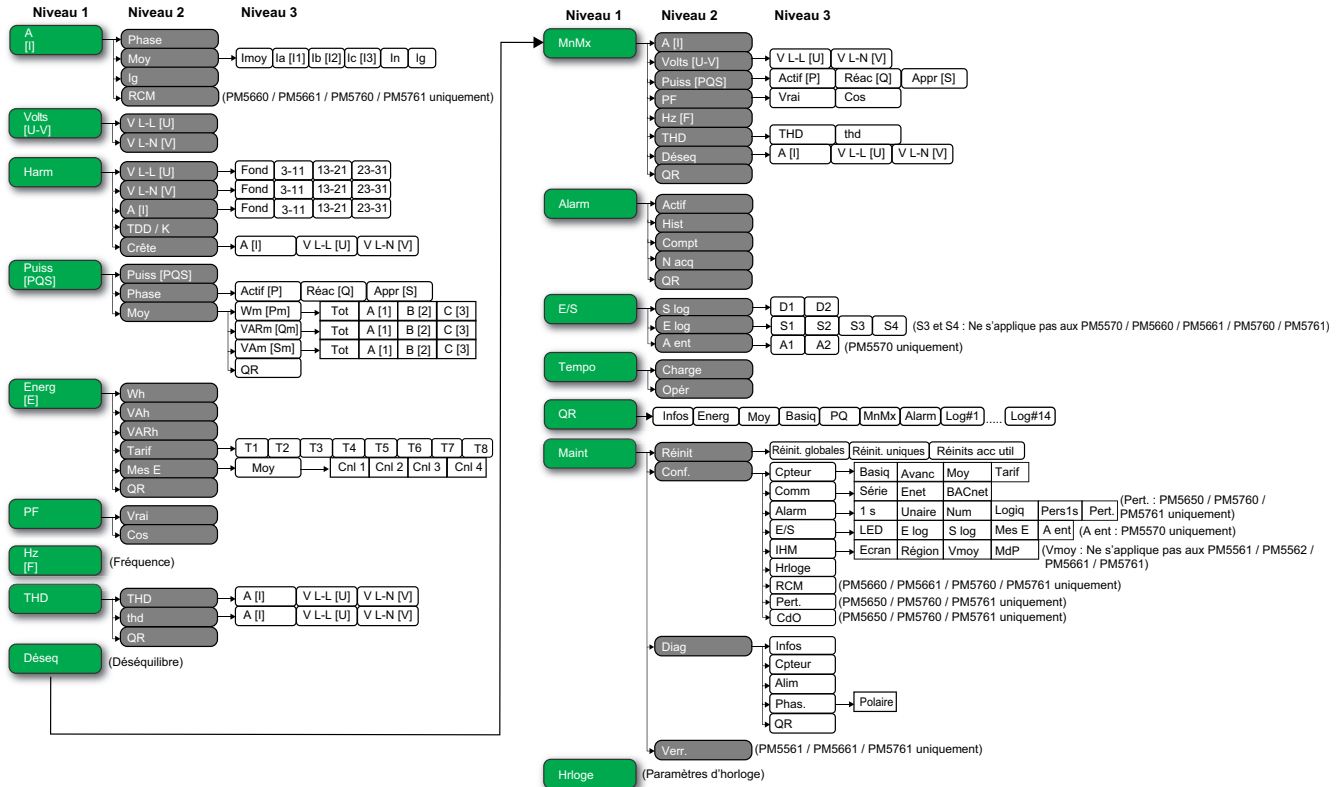 Niveau 1 Niveau 2 Niveau 3
A
[I]
Phase
Moy
Imoy Ia [I1] Ib [I2] Ic [I3] In Ig
Ig
RCM (PM5660 / PM5661 / PM5760 / PM5761 uniquement)
Volts
[U-V]
V L-L [U]
V L-N [V]
Harm
V L-L [U] Fond 3-11 13-21 23-31
V L-N [V] Fond 3-11 13-21 23-31
A [I] Fond 3-11 13-21 23-31
TDD / K
Crête A [I] V L-L [U] V L-N [V]
Puiss
[PQS]
Puiss [PQS]
Phase Actif [P] Réac [Q] Appr [S]
Moy Wm [Pm] Tot A [1] B [2] C [3]
VARm [Qm] Tot A [1] B [2] C [3]
VAm [Sm] Tot A [1] B [2] C [3]
QR
Energ
[E]
Wh
VAh
VARh
Tarif T1 T2 T3 T4 T5 T6 T7 T8
Mes E Moy Cnl 1 Cnl 2 Cnl 3 Cnl 4
QR
PF
Vrai
Cos
Hz
[F]
(Fréquence)
THD
THD A [I] V L-L [U] V L-N [V]
thd A [I] V L-L [U] V L-N [V]
QR
Déseq (Déséquilibre)
Niveau 1 Niveau 2 Niveau 3
MnMx
A [I]
Volts [U-V] V L-L [U] V L-N [V]
Puiss [PQS] Actif [P] Réac [Q] Appr [S]
PF Vrai Cos
Hz [F]
THD THD thd
Déseq A [I] V L-L [U] V L-N [V]
QR
Alarm
Actif
Hist
Compt
N acq
QR
E/S
S log D1 D2
E log S1 S2 S3 S4 (S3 et S4 : Ne s'applique pas aux PM5570 / PM5660 / PM5661 / PM5760 / PM5761)
A ent A1 A2 (PM5570 uniquement)
Tempo
Charge
Opér
QR Infos Energ Moy Basiq PQ MnMx Alarm Log#1 ..... Log#14
Maint
Réinit Réinit. globales Réinit. uniques Réinits acc util
Conf. Cpteur Basiq Avanc Moy Tarif
Comm Série Enet BACnet
Alarm 1 s Unaire Num Logiq Pers1s Pert. (Pert. : PM5650 / PM5760 /
PM5761 uniquement)
E/S LED E log S log Mes E A ent (A ent : PM5570 uniquement)
IHM Ecran Région Vmoy MdP (Vmoy : Ne s'applique pas aux PM5561 / PM5562 /
PM5661 / PM5761)
Hrloge
RCM (PM5660 / PM5661 / PM5760 / PM5761 uniquement)
Pert. (PM5650 / PM5760 / PM5761 uniquement)
CdO (PM5650 / PM5760 / PM5761 uniquement)
Diag Infos
Cpteur
Alim
Phas. Polaire
QR
Verr. (PM5561 / PM5661 / PM5761 uniquement)
Hrloge (Paramètres d'horloge)